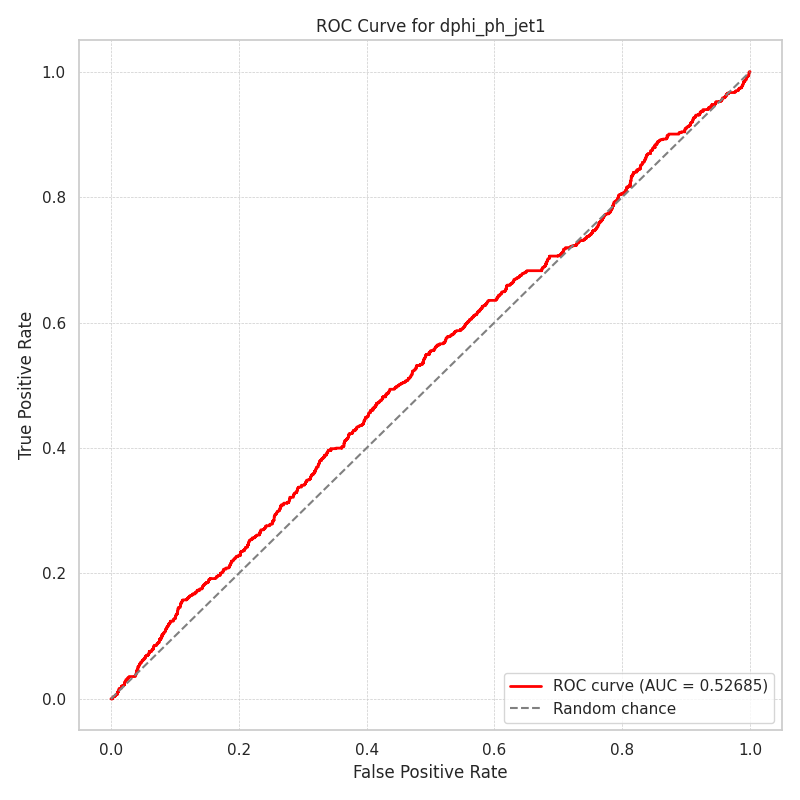 ROC Curve for dphi_ph_jet1
True Positive Rate
1.0
0.8
0.6
0.4
0.2
0.0
ROC curve (AUC = 0.52685)
Random chance
0.0 0.2 0.4 0.6 0.8 1.0
False Positive Rate